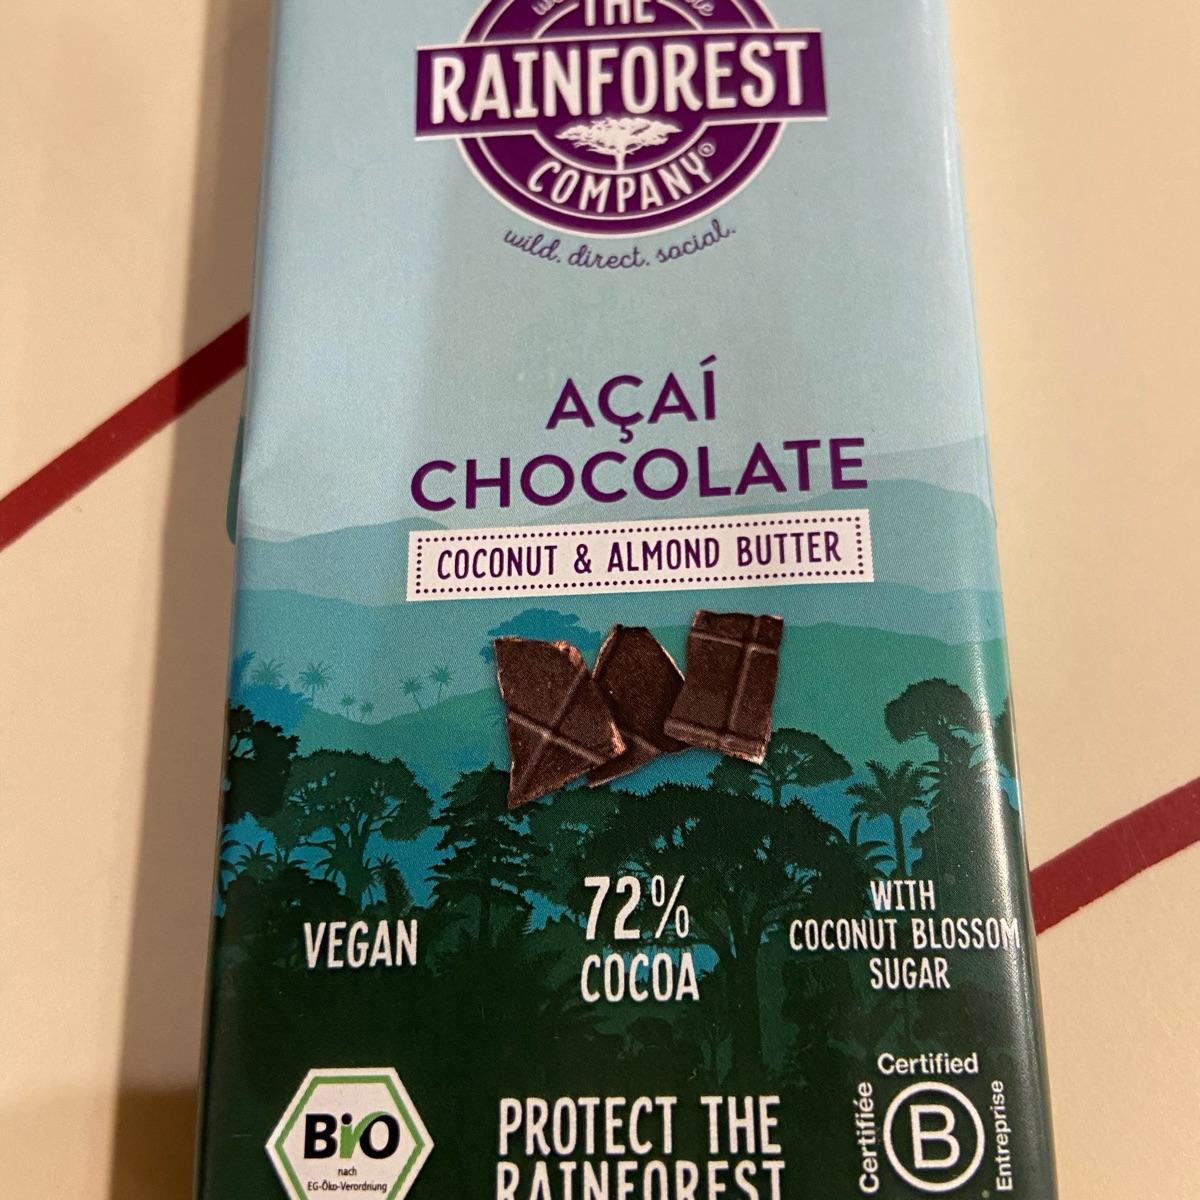 THE
RAINFOREST
COMPANY®
wild. direct. social.
AÇAÍ
CHOCOLATE
COCONUT & ALMOND BUTTER
VEGAN
72%
COCOA
WITH
COCONUT BLOSSOM
SUGAR
Bio
nach
EG-Öko-Verordnung
PROTECT THE
RAINFOREST
Certified
Certifiée
B
Entreprise